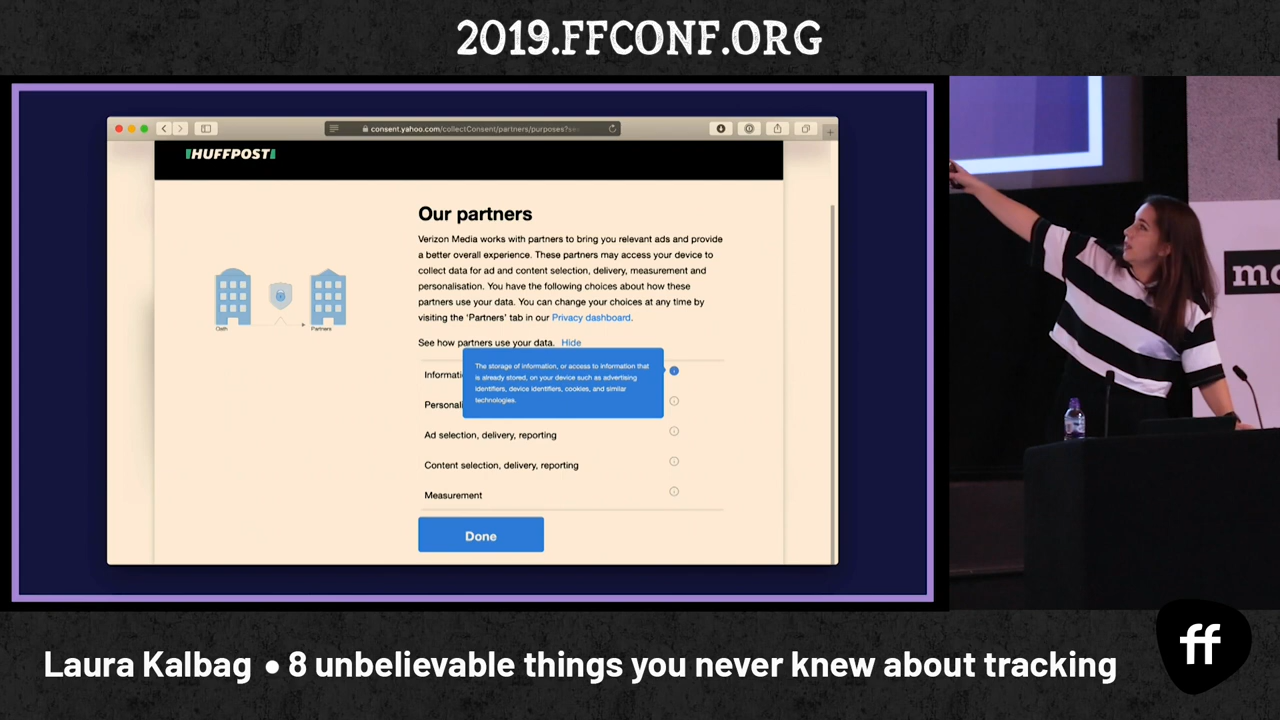 2019.FFCONF.ORG
consent.yahoo.com/collectConsent/partners/purposes?se
HUFFPOST
Our partners
Verizon Media works with partners to bring you relevant ads and provide
a better overall experience. These partners may access your device to
collect data for ad and content selection, delivery, measurement and
personalisation. You have the following choices about how these
partners use your data. You can change your choices at any time by
visiting the 'Partners' tab in our Privacy dashboard.
Oath
Partners
See how partners use your data. Hide
The storage of information, or access to information that
is already stored, on your device such as advertising
identifiers, device identifiers, cookies, and similar
technologies.
Informati
Personali
Ad selection, delivery, reporting
Content selection, delivery, reporting
Measurement
Done
mo
Laura Kalbag • 8 unbelievable things you never knew about tracking
ff